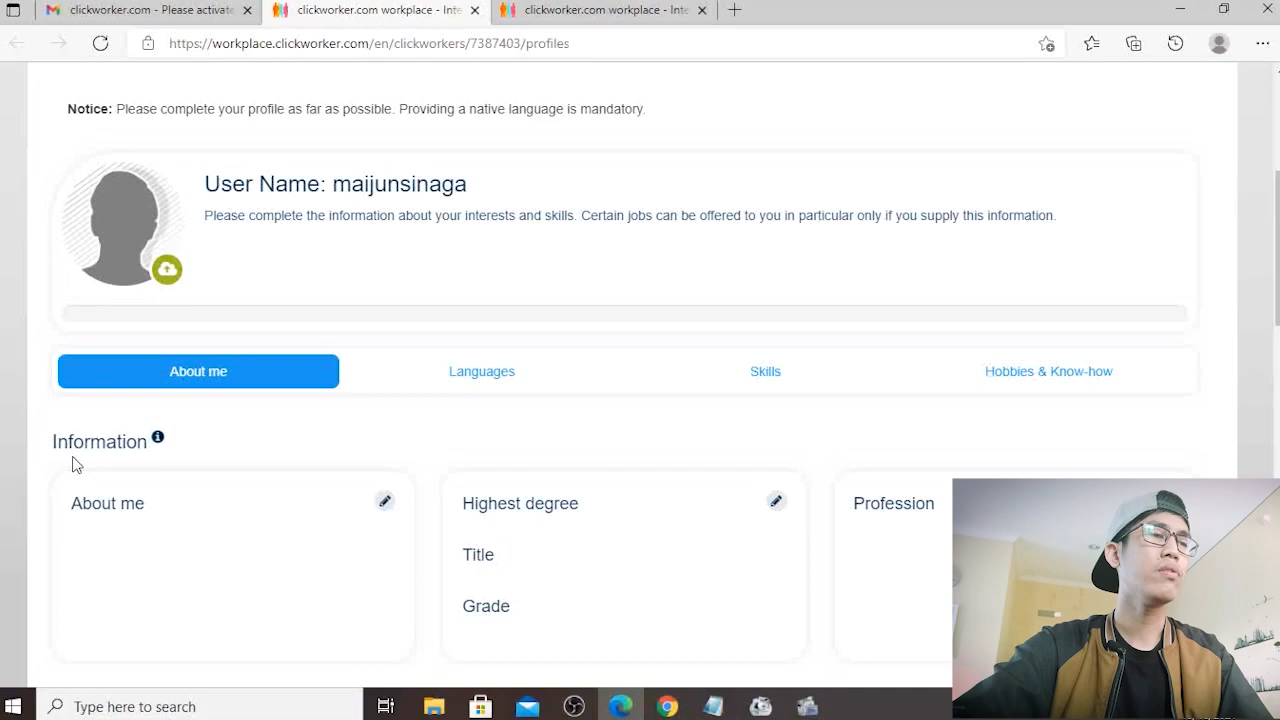 clickworker.com - Please activate
clickworker.com workplace - Inte
clickworker.com workplace - Inte
https://workplace.clickworker.com/en/clickworkers/7387403/profiles
Notice: Please complete your profile as far as possible. Providing a native language is mandatory.
User Name: maijunsinaga
Please complete the information about your interests and skills. Certain jobs can be offered to you in particular only if you supply this information.
About me
Languages
Skills
Hobbies & Know-how
Information
About me
Highest degree
Title
Grade
Profession
Type here to search